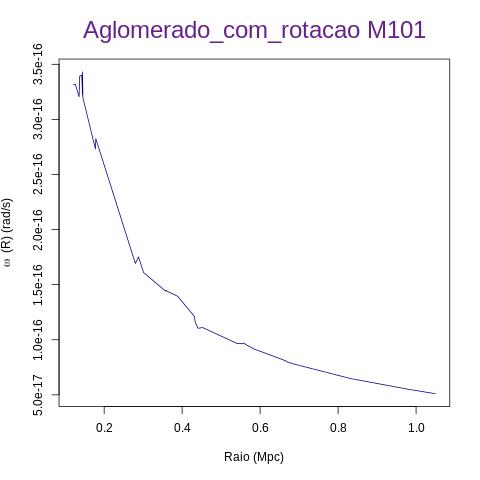 Aglomerado_com_rotacao M101
3.5e-16
3.0e-16
2.5e-16
2.0e-16
1.5e-16
1.0e-16
5.0e-17
ω (R) (rad/s)
0.2 0.4 0.6 0.8 1.0
Raio (Mpc)